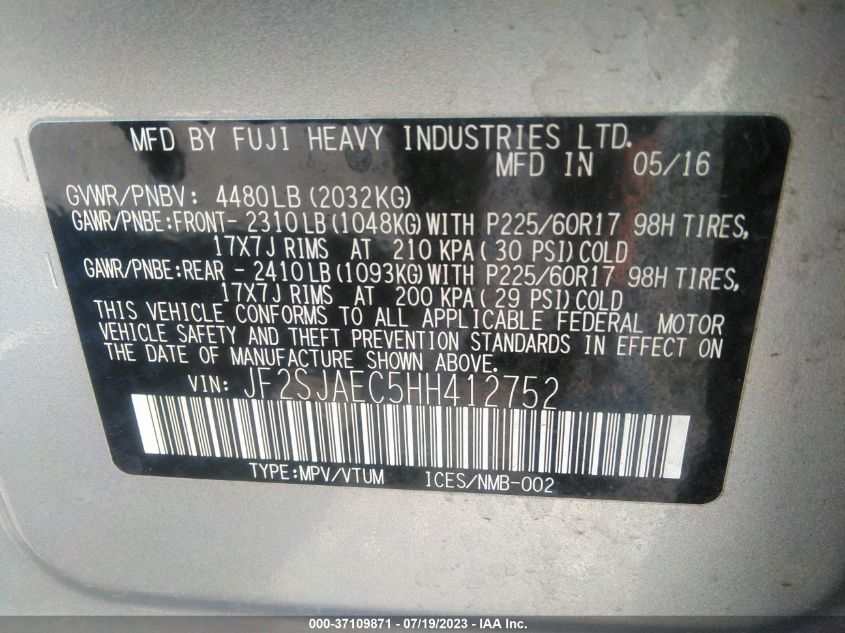 MFD BY FUJI HEAVY INDUSTRIES LTD.
MFD IN 05/16
GVWR/PNBV: 4480LB(2032KG)
GAWR/PNBE:FRONT- 2310LB(1048KG)WITH P225/60R17 98H TIRES,
17X7J RIMS AT 210 KPA( 30 PSI)COLD
GAWR/PNBE:REAR - 2410LB(1093KG)WITH P225/60R17 98H TIRES,
17X7J RIMS AT 200 KPA( 29 PSI)COLD
THIS VEHICLE CONFORMS TO ALL APPLICABLE FEDERAL MOTOR
VEHICLE SAFETY AND THEFT PREVENTION STANDARDS IN EFFECT ON
THE DATE OF MANUFACTURE SHOWN ABOVE.
VIN: JF2SJAEC5HH412752
TYPE:MPV/VTUM ICES/NMB-002
000-37109871 - 07/19/2023 - IAA Inc.